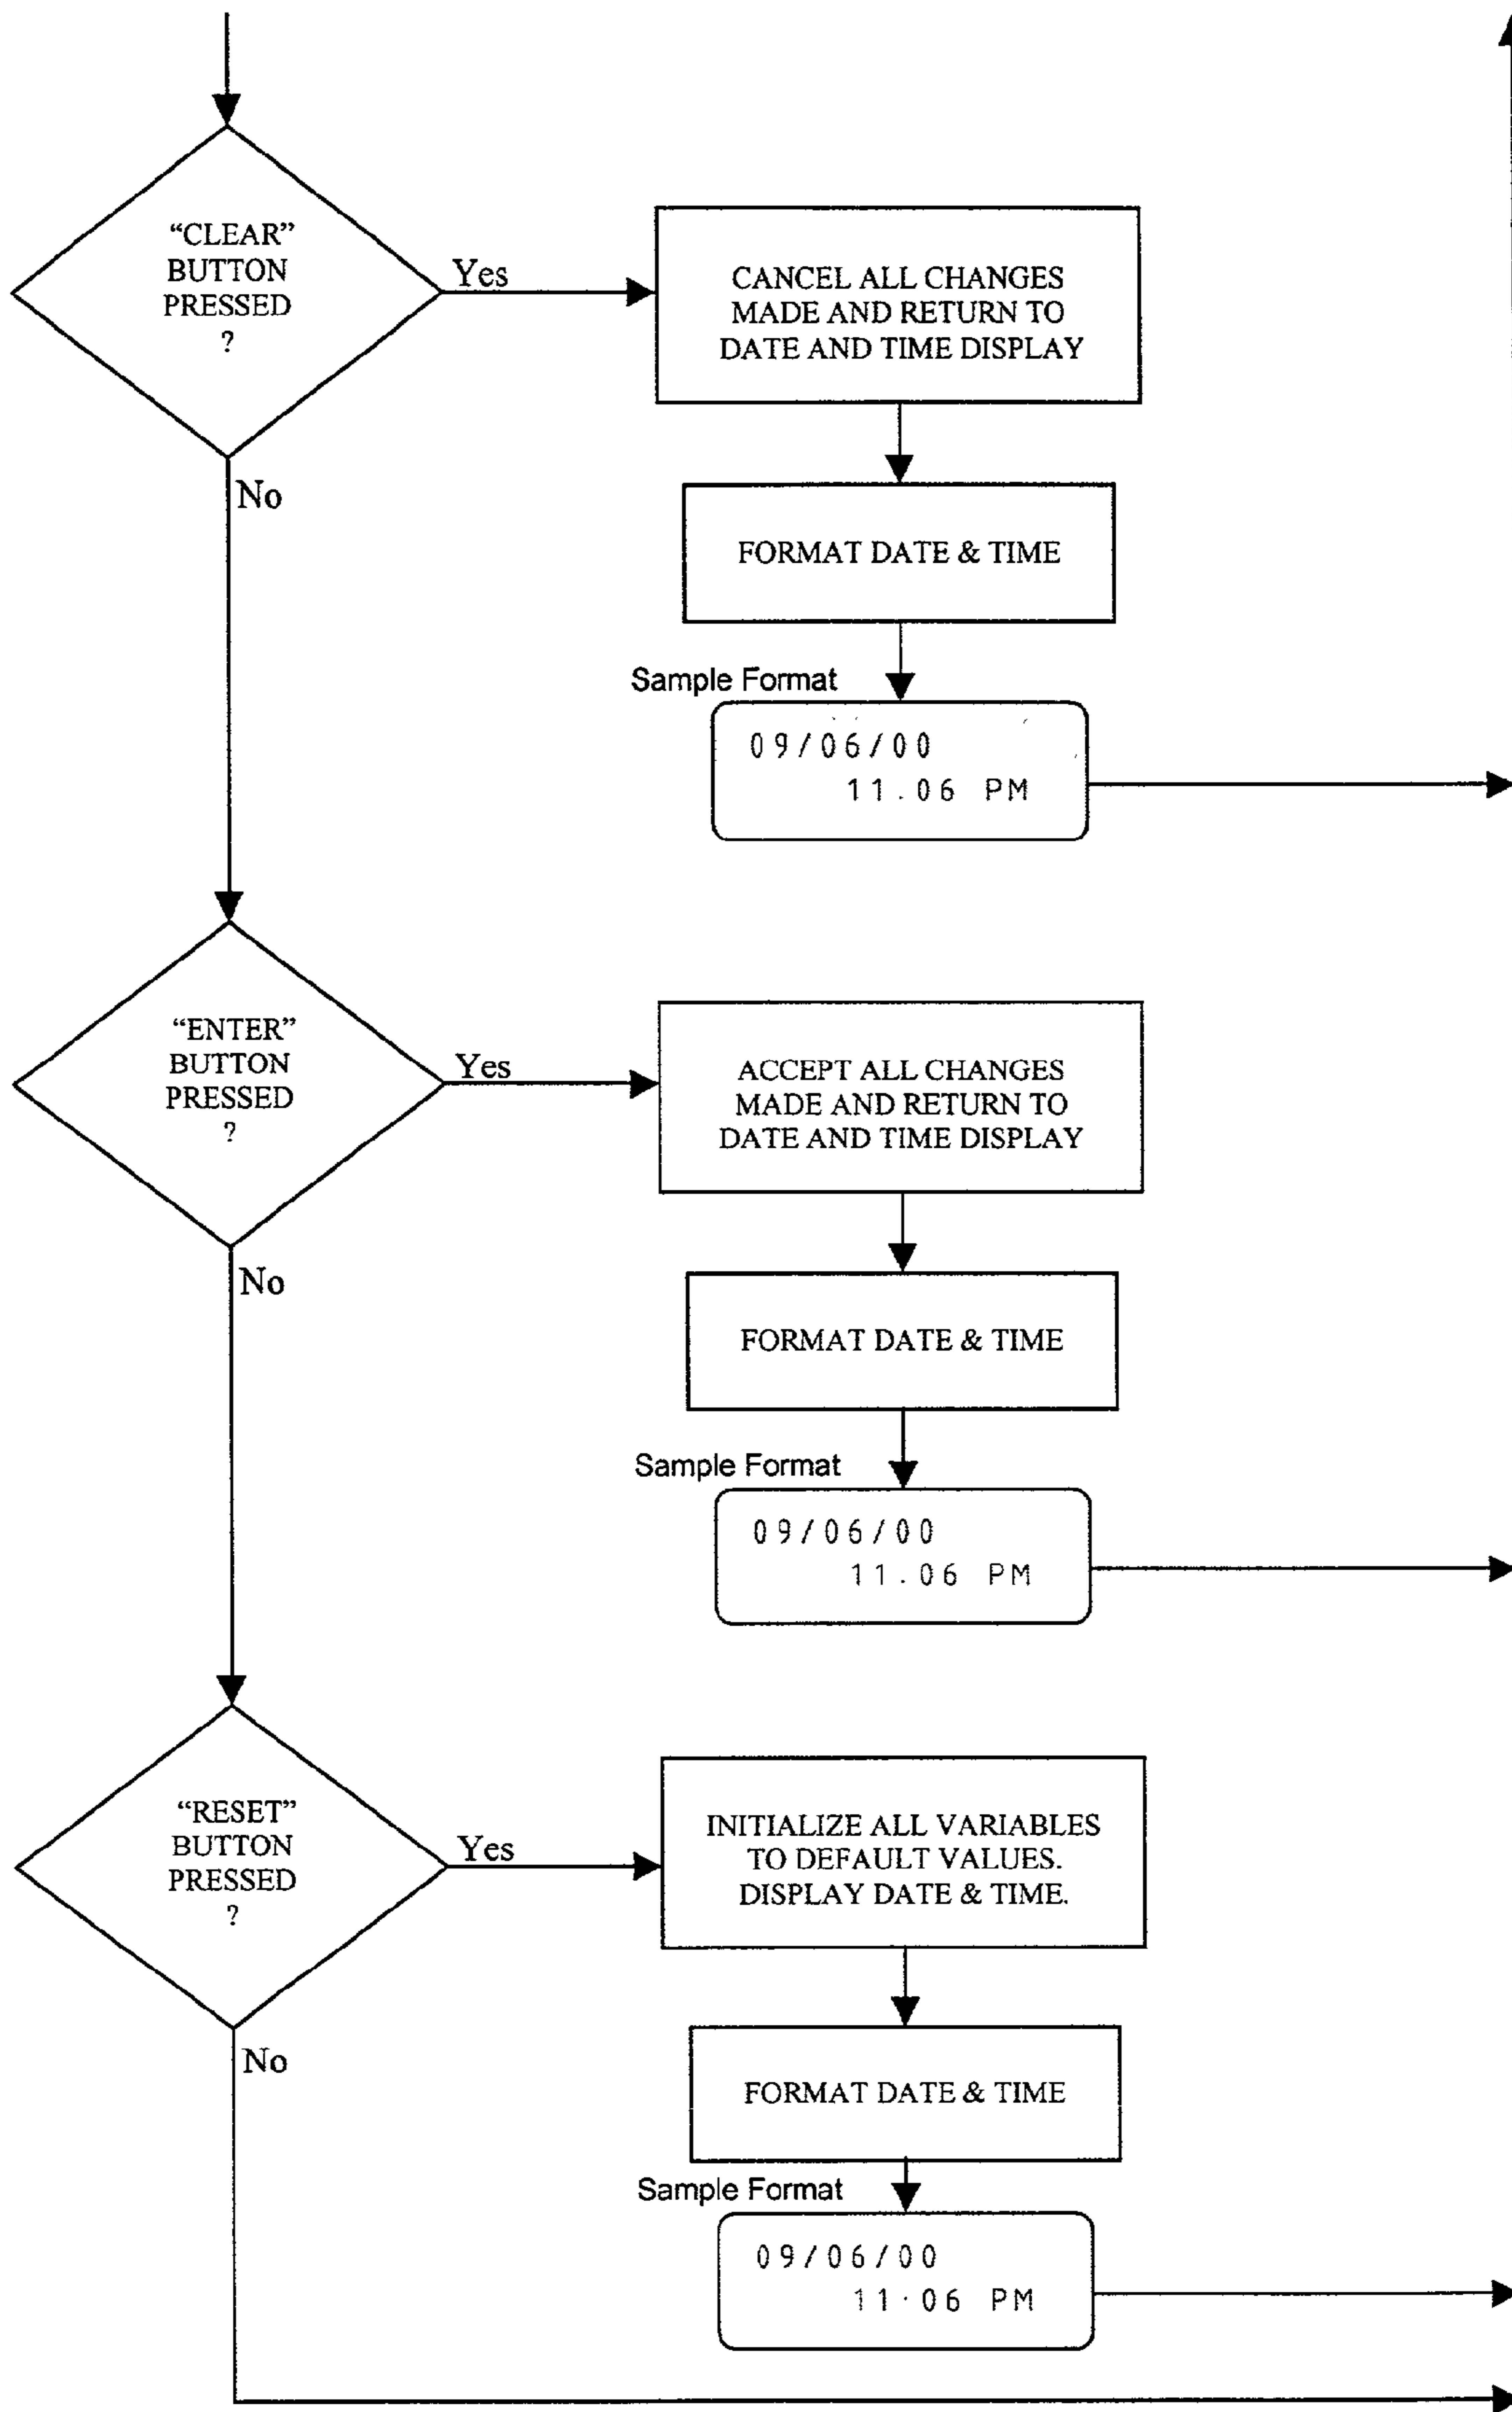 “CLEAR”
BUTTON
PRESSED
?
Yes
CANCEL ALL CHANGES
MADE AND RETURN TO
DATE AND TIME DISPLAY
No
FORMAT DATE & TIME
Sample Format
09/06/00
11.06 PM
“ENTER”
BUTTON
PRESSED
?
Yes
ACCEPT ALL CHANGES
MADE AND RETURN TO
DATE AND TIME DISPLAY
No
FORMAT DATE & TIME
Sample Format
09/06/00
11.06 PM
“RESET”
BUTTON
PRESSED
?
Yes
INITIALIZE ALL VARIABLES
TO DEFAULT VALUES.
DISPLAY DATE & TIME.
No
FORMAT DATE & TIME
Sample Format
09/06/00
11·06 PM